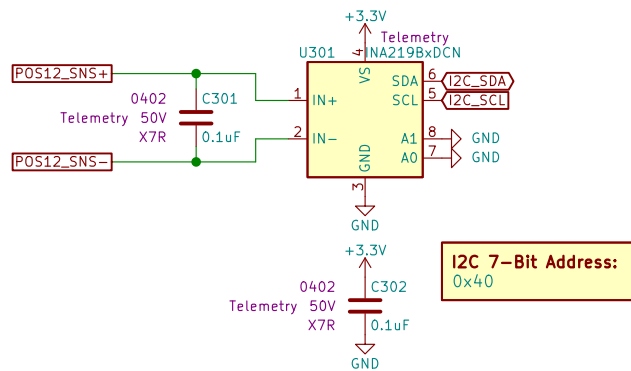 +3.3V
Telemetry
U301
INA219BxDCN
4
VS
POS12_SNS+
SDA
6
I2C_SDA
0402
C301
1
IN+
SCL
5
I2C_SCL
Telemetry
50V
X7R
0.1uF
2
IN-
A1
8
GND
POS12_SNS-
GND
A0
7
GND
3
GND
+3.3V
0402
C302
Telemetry
50V
X7R
0.1uF
GND
I2C 7-Bit Address:
0x40